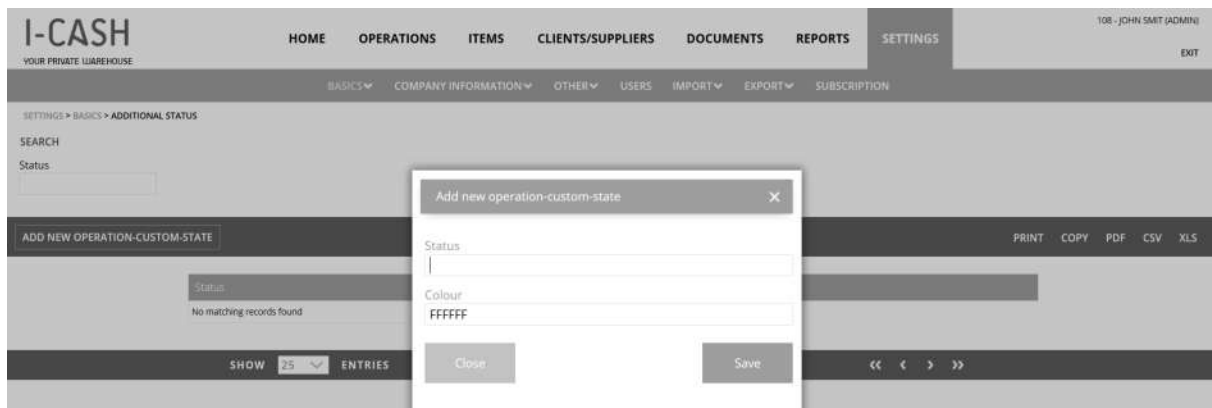 I-CASH
YOUR PRIVATE WAREHOUSE
HOME OPERATIONS ITEMS CLIENTS/SUPPLIERS DOCUMENTS REPORTS SETTINGS
108 - JOHN SMIT (ADMIN)
EXIT
BASICS COMPANY INFORMATION OTHER USERS IMPORT EXPORT SUBSCRIPTION
SETTINGS > BASICS > ADDITIONAL STATUS
SEARCH
Status
Add new operation-custom-state
ADD NEW OPERATION-CUSTOM-STATE
PRINT COPY PDF CSV XLS
Status
Status
No matching records found
Colour
FFFFFF
Close Save
SHOW 25 ENTRIES